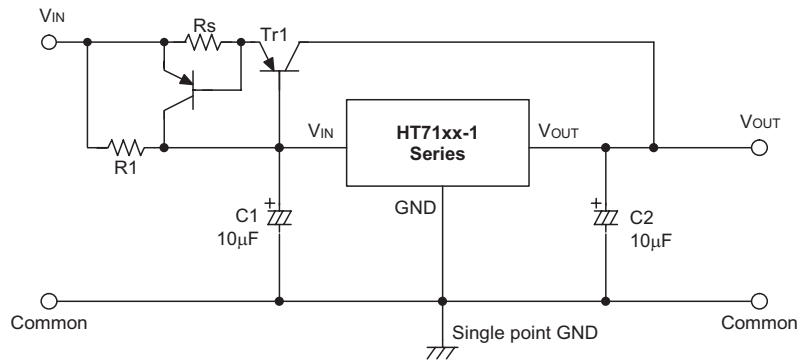 VIN
Rs
Tr1
R1
VIN
HT71xx-1
Series
VOUT
VOUT
GND
C1
10μF
C2
10μF
Common
Single point GND
Common